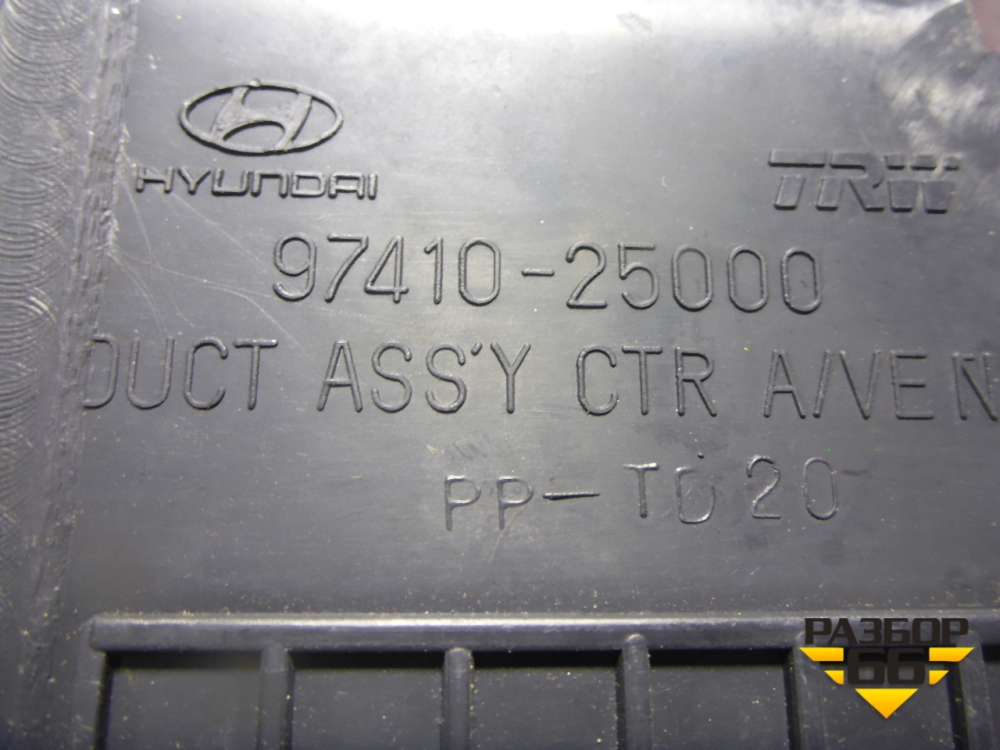 HYUNDAI
TRW
97410-25000
DUCT ASS'Y CTR A/VEN
PP-TD20
РАЗБОР
66